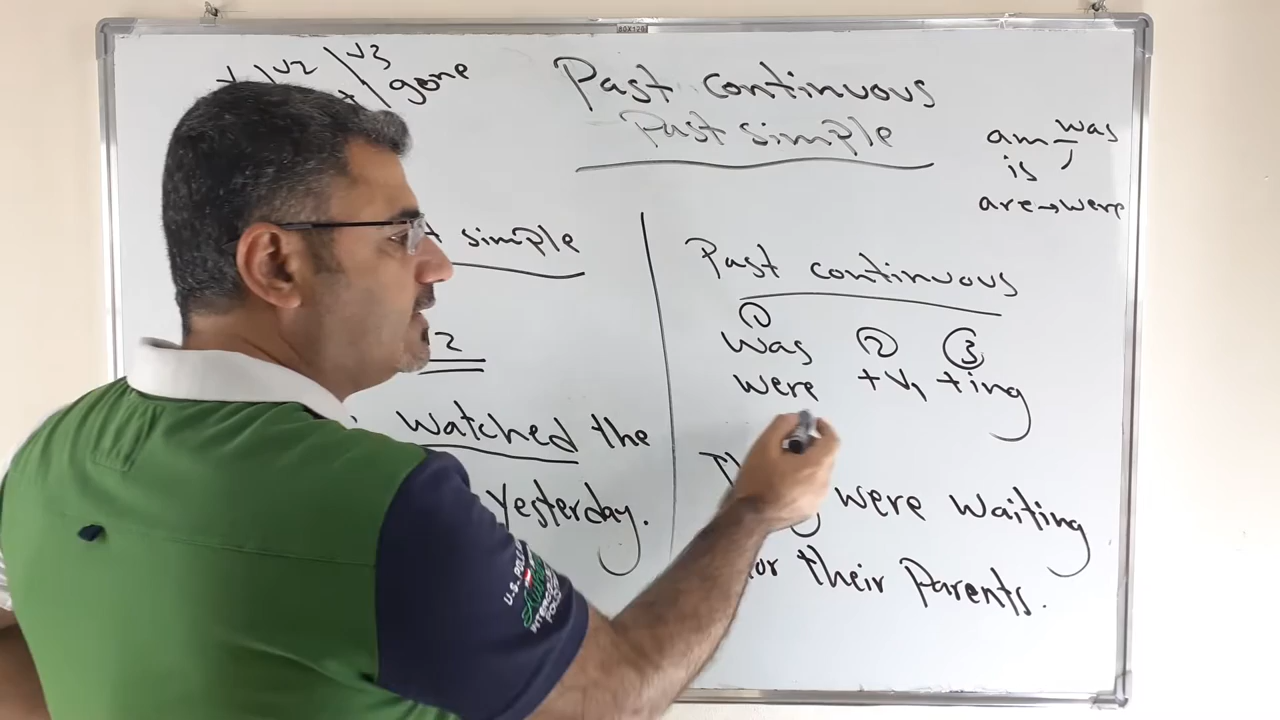 V2 V3
gone
Past continuous
Past simple
am was
is
are→were
simple
2
watched the
yesterday.
Past continuous
① ② ③
was
were +V1 +ing
were waiting
their Parents.
U.S. POL